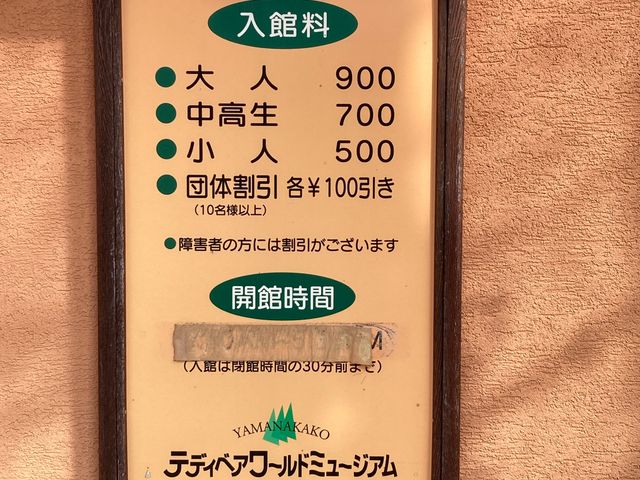 入館料
●大人 900
●中高生 700
●小人 500
●団体割引 各￥100引き
(10名様以上)
●障害者の方には割引がございます
開館時間
(入館は閉館時間の30分前まで)
YAMANAKAKO
テディベアワールドミュージアム